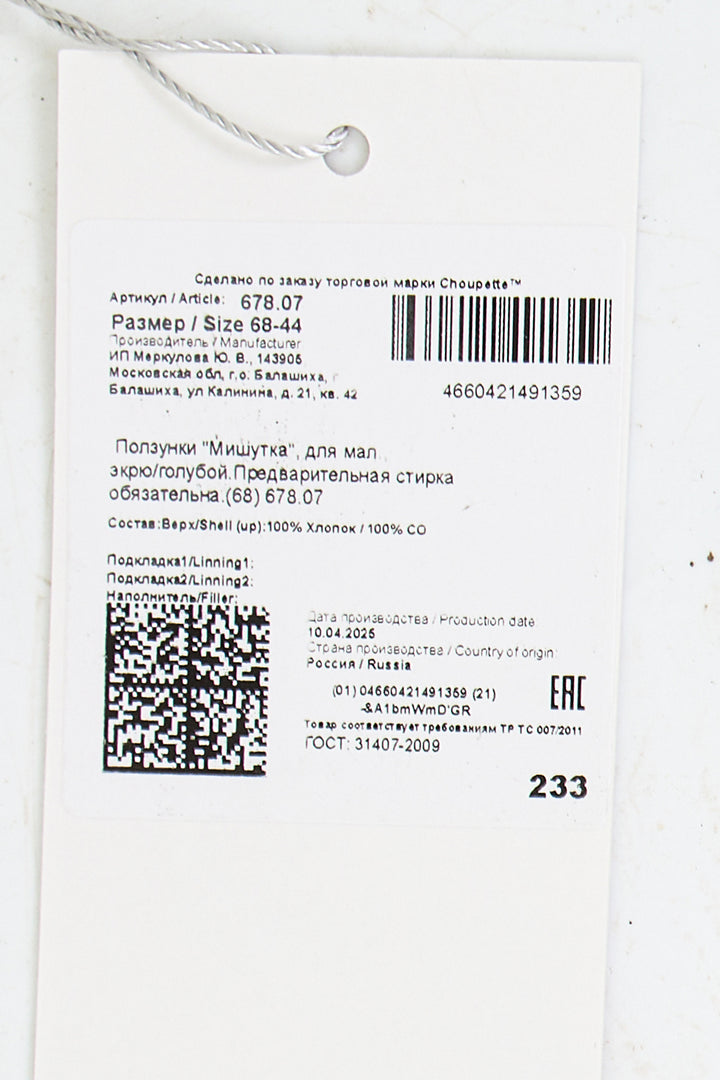 Сделано по заказу торговой марки Choupette™
Артикул / Article: 678.07
Размер / Size 68-44
Производитель / Manufacturer
ИП Меркулова Ю. В., 143905
Московская обл, г.о. Балашиха, г
Балашиха, ул Калинина, д. 21, кв. 42
4660421491359
Ползунки "Мишутка", для мал.,
экрю/голубой.Предварительная стирка
обязательна.(68) 678.07
Состав:Верх/Shell (up):100% Хлопок / 100% CO
Подкладка1/Linning1:
Подкладка2/Linning2:
Наполнитель/Filler:
Дата производства / Production date:
10.04.2025
Страна производства / Country of origin:
Россия / Russia
(01) 04660421491359 (21)
-&A1bmWmD'GR
EAC
Товар соответствует требованиям ТР ТС 007/2011
ГОСТ: 31407-2009
233